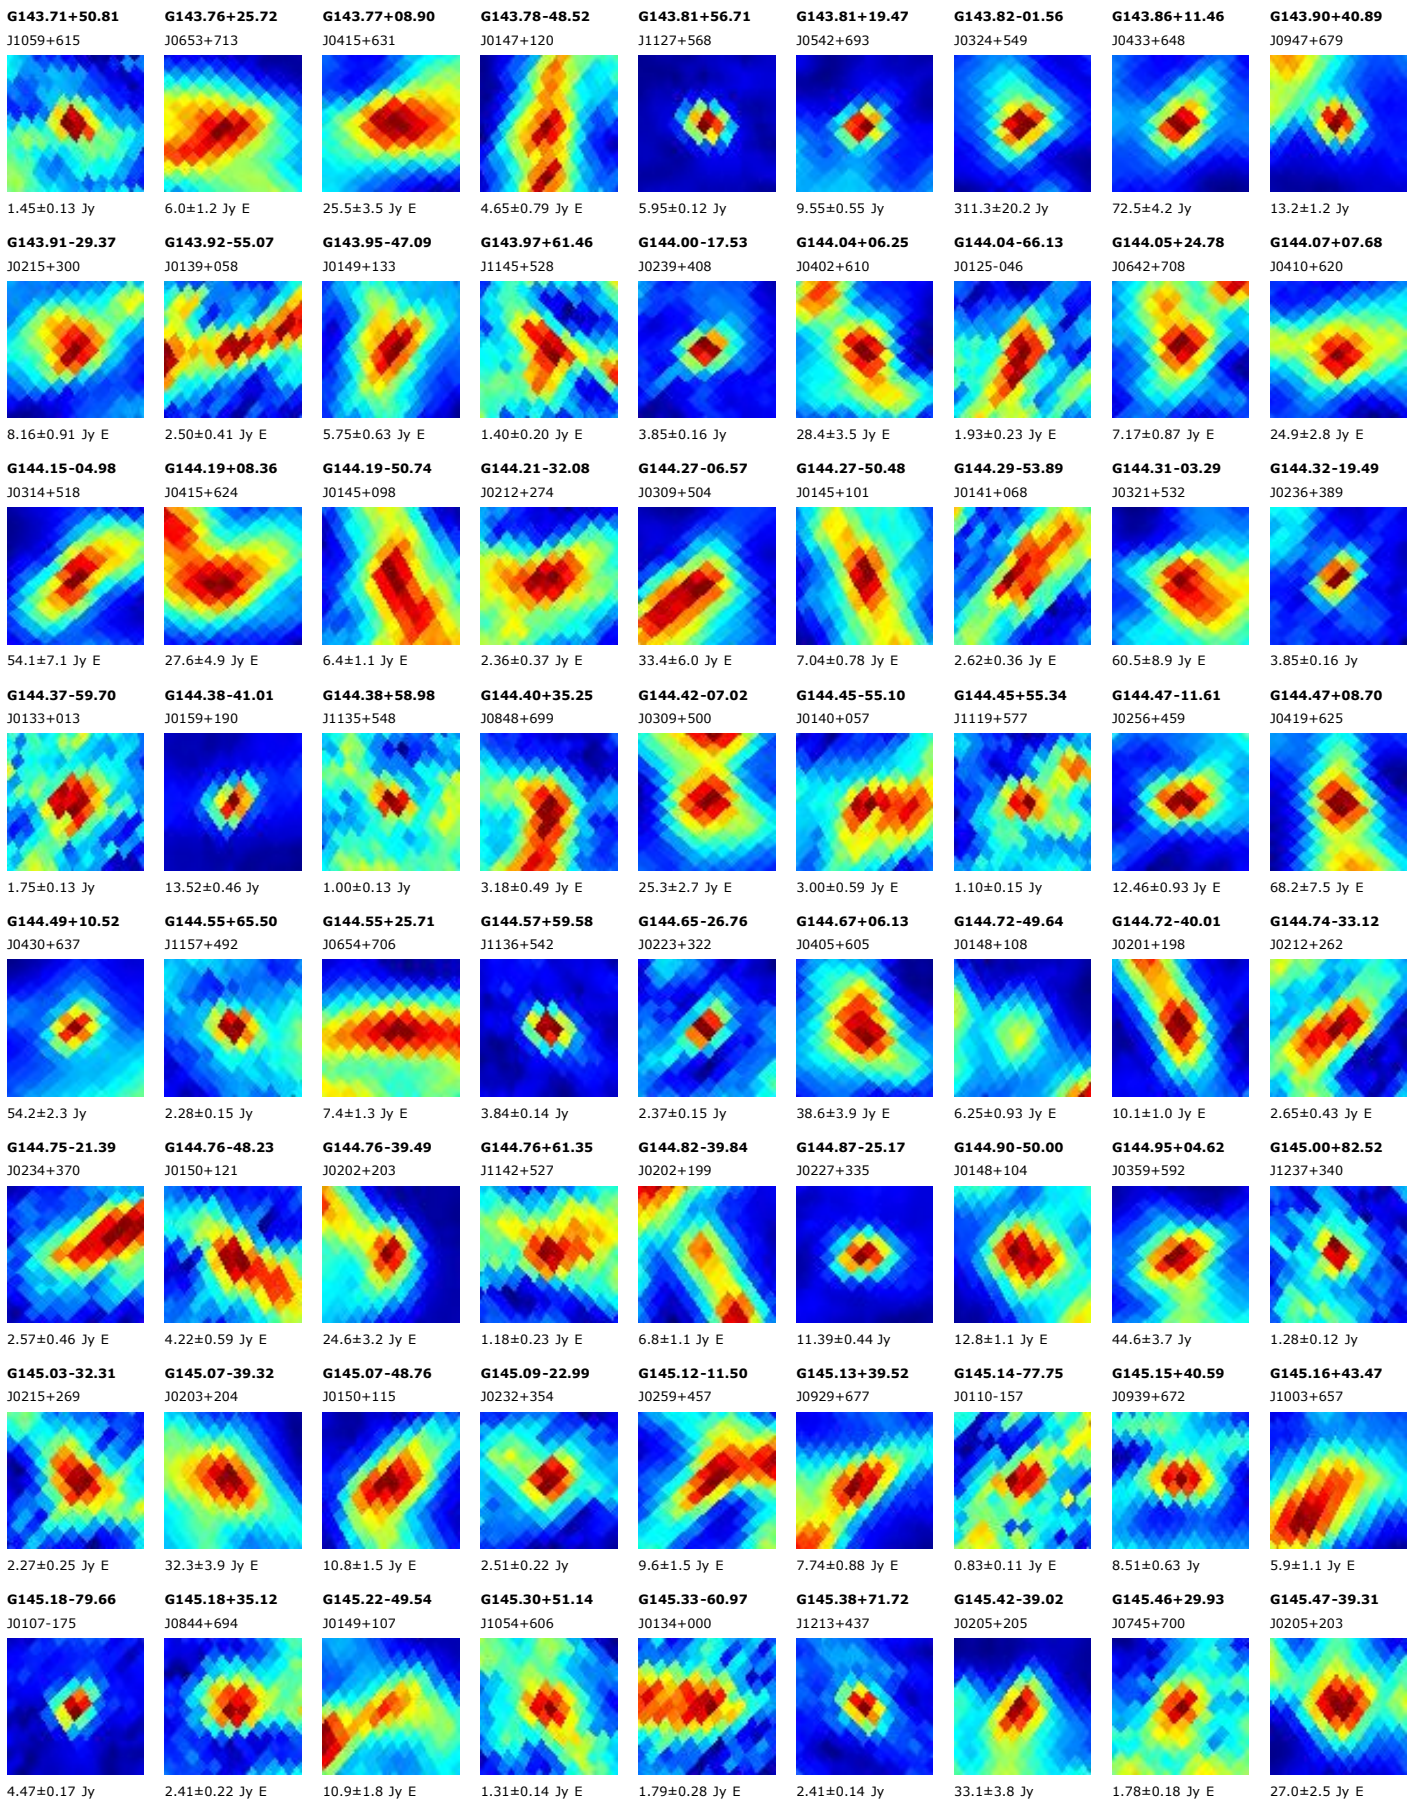 G143.71+50.81 G143.76+25.72 G143.77+08.90 G143.78-48.52 G143.81+56.71 G143.81+19.47 G143.82-01.56 G143.86+11.46 G143.90+40.89
J1059+615 J0653+713 J0415+631 J0147+120 J1127+568 J0542+693 J0324+549 J0433+648 J0947+679
1.45±0.13 Jy 6.0±1.2 Jy E 25.5±3.5 Jy E 4.65±0.79 Jy E 5.95±0.12 Jy 9.55±0.55 Jy 311.3±20.2 Jy 72.5±4.2 Jy 13.2±1.2 Jy
G143.91-29.37 G143.92-55.07 G143.95-47.09 G143.97+61.46 G144.00-17.53 G144.04+06.25 G144.04-66.13 G144.05+24.78 G144.07+07.68
J0215+300 J0139+058 J0149+133 J1145+528 J0239+408 J0402+610 J0125-046 J0642+708 J0410+620
8.16±0.91 Jy E 2.50±0.41 Jy E 5.75±0.63 Jy E 1.40±0.20 Jy E 3.85±0.16 Jy 28.4±3.5 Jy E 1.93±0.23 Jy E 7.17±0.87 Jy E 24.9±2.8 Jy E
G144.15-04.98 G144.19+08.36 G144.19-50.74 G144.21-32.08 G144.27-06.57 G144.27-50.48 G144.29-53.89 G144.31-03.29 G144.32-19.49
J0314+518 J0415+624 J0145+098 J0212+274 J0309+504 J0145+101 J0141+068 J0321+532 J0236+389
54.1±7.1 Jy E 27.6±4.9 Jy E 6.4±1.1 Jy E 2.36±0.37 Jy E 33.4±6.0 Jy E 7.04±0.78 Jy E 2.62±0.36 Jy E 60.5±8.9 Jy E 3.85±0.16 Jy
G144.37-59.70 G144.38-41.01 G144.38+58.98 G144.40+35.25 G144.42-07.02 G144.45-55.10 G144.45+55.34 G144.47-11.61 G144.47+08.70
J0133+013 J0159+190 J1135+548 J0848+699 J0309+500 J0140+057 J1119+577 J0256+459 J0419+625
1.75±0.13 Jy 13.52±0.46 Jy 1.00±0.13 Jy 3.18±0.49 Jy E 25.3±2.7 Jy E 3.00±0.59 Jy E 1.10±0.15 Jy 12.46±0.93 Jy E 68.2±7.5 Jy E
G144.49+10.52 G144.55+65.50 G144.55+25.71 G144.57+59.58 G144.65-26.76 G144.67+06.13 G144.72-49.64 G144.72-40.01 G144.74-33.12
J0430+637 J1157+492 J0654+706 J1136+542 J0223+322 J0405+605 J0148+108 J0201+198 J0212+262
54.2±2.3 Jy 2.28±0.15 Jy 7.4±1.3 Jy E 3.84±0.14 Jy 2.37±0.15 Jy 38.6±3.9 Jy E 6.25±0.93 Jy E 10.1±1.0 Jy E 2.65±0.43 Jy E
G144.75-21.39 G144.76-48.23 G144.76-39.49 G144.76+61.35 G144.82-39.84 G144.87-25.17 G144.90-50.00 G144.95+04.62 G145.00+82.52
J0234+370 J0150+121 J0202+203 J1142+527 J0202+199 J0227+335 J0148+104 J0359+592 J1237+340
2.57±0.46 Jy E 4.22±0.59 Jy E 24.6±3.2 Jy E 1.18±0.23 Jy E 6.8±1.1 Jy E 11.39±0.44 Jy 12.8±1.1 Jy E 44.6±3.7 Jy 1.28±0.12 Jy
G145.03-32.31 G145.07-39.32 G145.07-48.76 G145.09-22.99 G145.12-11.50 G145.13+39.52 G145.14-77.75 G145.15+40.59 G145.16+43.47
J0215+269 J0203+204 J0150+115 J0232+354 J0259+457 J0929+677 J0110-157 J0939+672 J1003+657
2.27±0.25 Jy E 32.3±3.9 Jy E 10.8±1.5 Jy E 2.51±0.22 Jy 9.6±1.5 Jy E 7.74±0.88 Jy E 0.83±0.11 Jy E 8.51±0.63 Jy 5.9±1.1 Jy E
G145.18-79.66 G145.18+35.12 G145.22-49.54 G145.30+51.14 G145.33-60.97 G145.38+71.72 G145.42-39.02 G145.46+29.93 G145.47-39.31
J0107-175 J0844+694 J0149+107 J1054+606 J0134+000 J1213+437 J0205+205 J0745+700 J0205+203
4.47±0.17 Jy 2.41±0.22 Jy E 10.9±1.8 Jy E 1.31±0.14 Jy E 1.79±0.28 Jy E 2.41±0.14 Jy 33.1±3.8 Jy 1.78±0.18 Jy E 27.0±2.5 Jy E